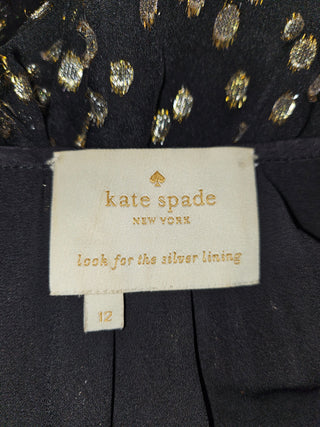 kate spade
NEW YORK
look for the silver lining
12